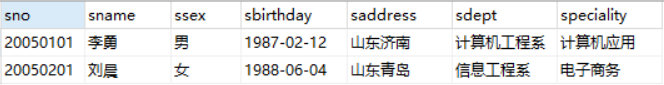 sno sname ssex sbirthday saddress sdept speciality
20050101 李勇 男 1987-02-12 山东济南 计算机工程系 计算机应用
20050201 刘晨 女 1988-06-04 山东青岛 信息工程系 电子商务